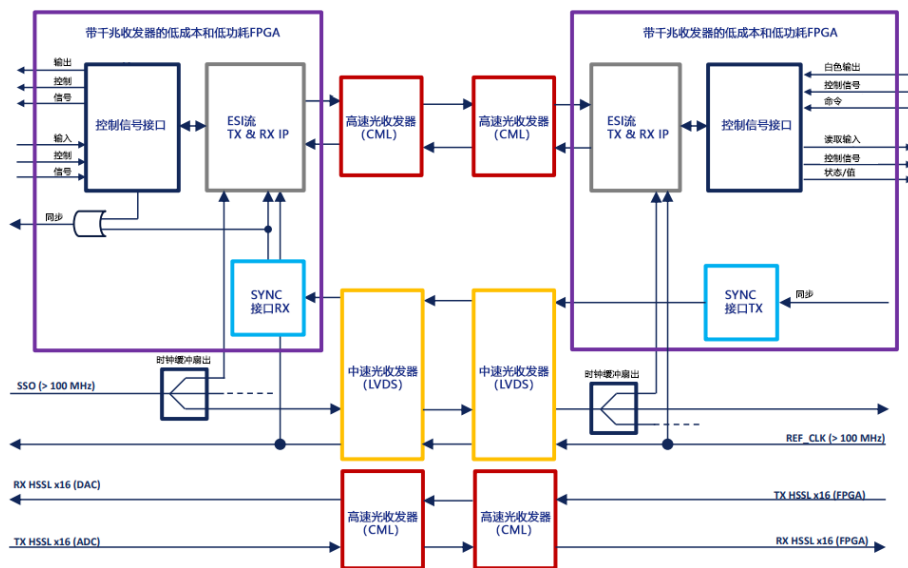 带千兆收发器的低成本和低功耗FPGA
带千兆收发器的低成本和低功耗FPGA
输出
控制
信号
输入
控制
信号
同步
控制信号接口
ESI流
TX & RX IP
高速光收发器
(CML)
高速光收发器
(CML)
ESI流
TX & RX IP
控制信号接口
白色输出
控制信号
命令
读取输入
控制信号
状态/值
SYNC
接口RX
SYNC
接口TX
同步
时钟缓冲扇出
SSO (> 100 MHz)
中速光收发器
(LVDS)
中速光收发器
(LVDS)
时钟缓冲扇出
REF_CLK (> 100 MHz)
RX HSSL x16 (DAC)
TX HSSL x16 (ADC)
高速光收发器
(CML)
高速光收发器
(CML)
TX HSSL x16 (FPGA)
RX HSSL x16 (FPGA)